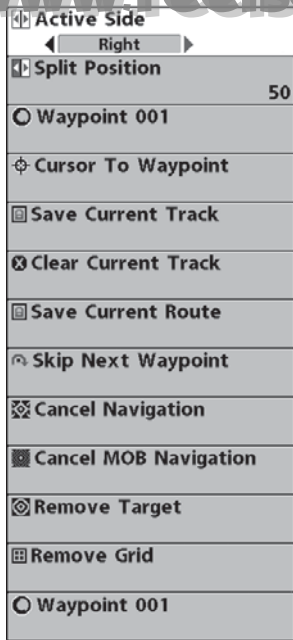 Active Side
Right
Split Position
50
Waypoint 001
Cursor To Waypoint
Save Current Track
Clear Current Track
Save Current Route
Skip Next Waypoint
Cancel Navigation
Cancel MOB Navigation
Remove Target
Remove Grid
Waypoint 001